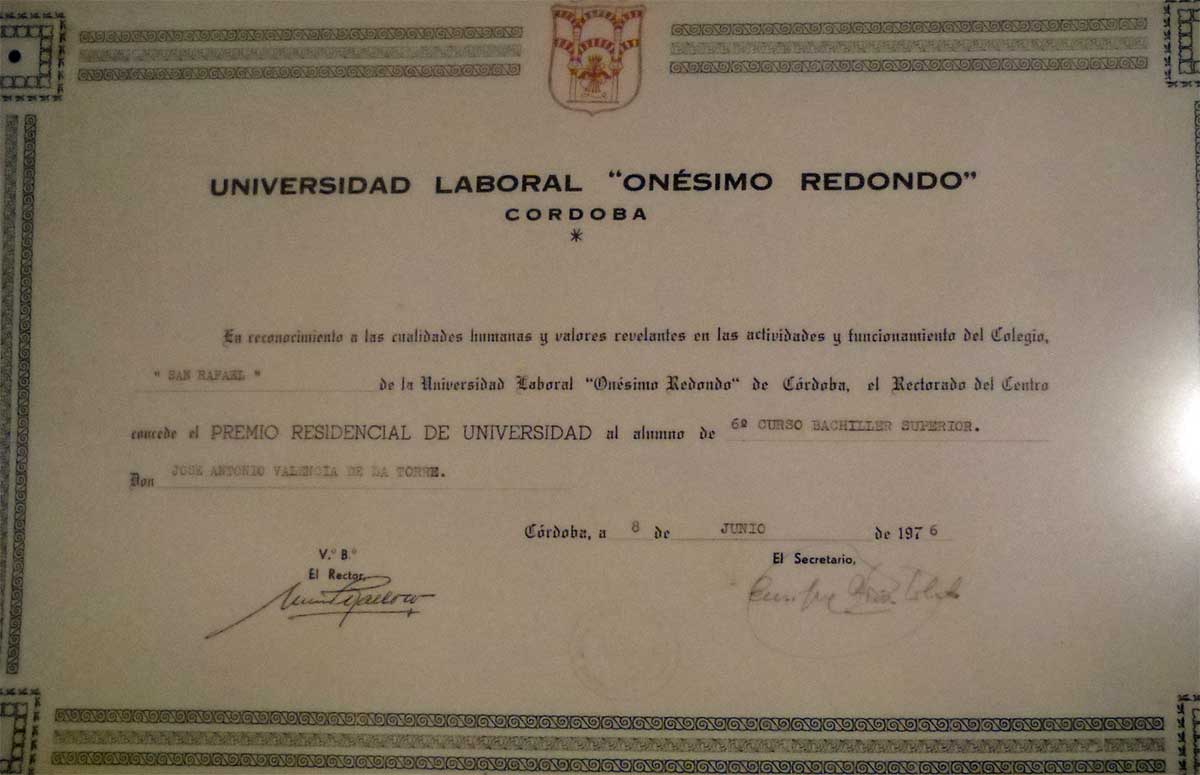 UNIVERSIDAD LABORAL "ONÉSIMO REDONDO"
CORDOBA
*
En reconocimiento a las cualidades humanas y valores revelantes en las actividades y funcionamiento del Colegio,
" SAN RAFAEL " de la Universidad Laboral "Onésimo Redondo" de Córdoba, el Rectorado del Centro
concede el PREMIO RESIDENCIAL DE UNIVERSIDAD al alumno de 6º CURSO BACHILLER SUPERIOR.
Don JOSE ANTONIO VALENCIA DE LA TORRE.
Córdoba, a 8 de JUNIO de 1976
V.º B.º
El Rector,
El Secretario,